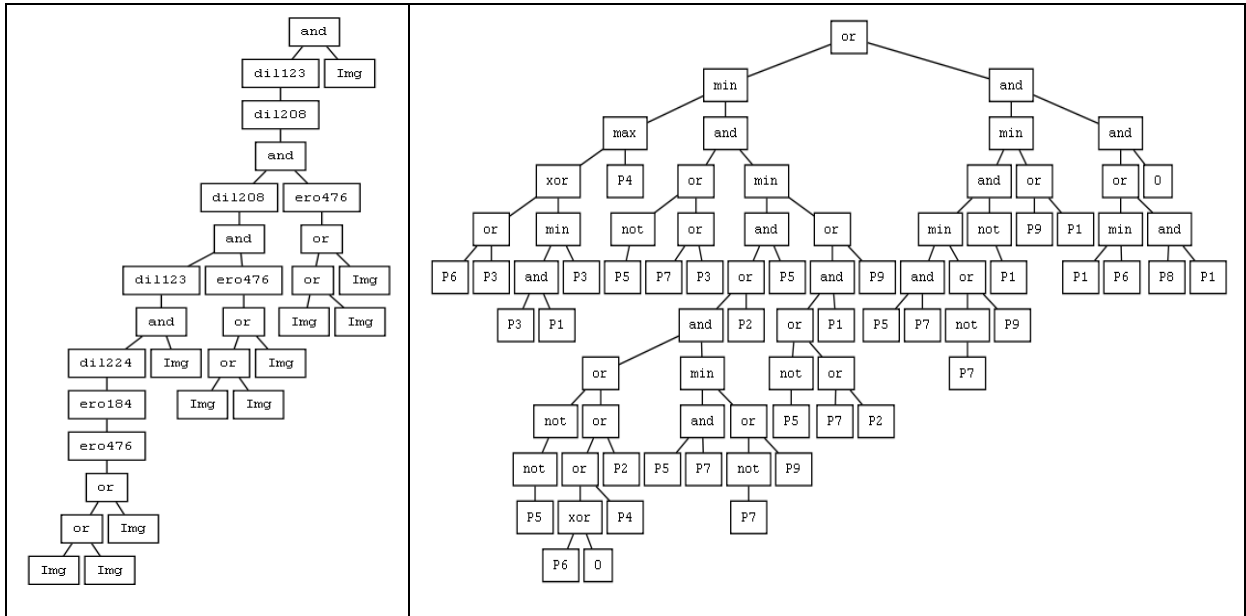 and
dil123 Img
dil208
and
dil208 ero476
and or
dil123 ero476 or Img
and or Img Img
dil224 Img or Img
ero184 Img Img
ero476
or
or Img
Img Img
or
min and
max and min and
xor P4 or min and or or 0
or min not or and or min not P9 P1 min and
P6 P3 and P3 P5 P7 P3 or P5 and P9 and or P1 P1 P6 P8 P1
P3 P1 and P2 or P1 P5 P7 not P9
or min not or P7
not or and or P5 P7 P2
not or P2 P5 P7 not P9
P5 xor P4 P7
P6 0